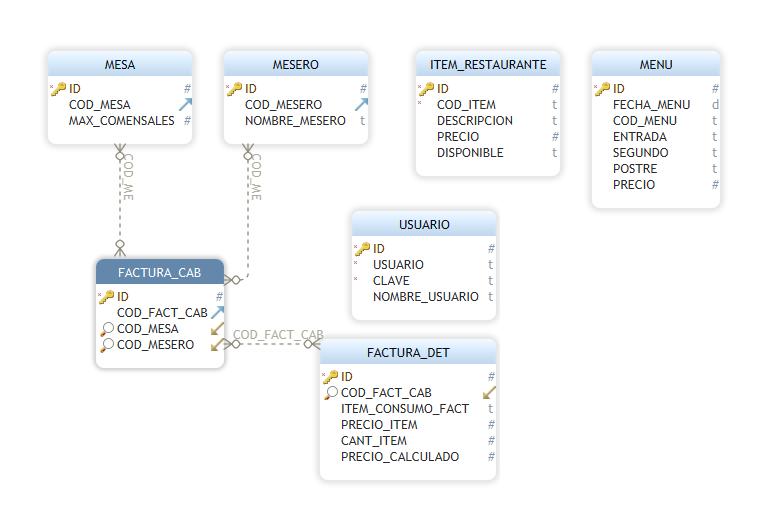 MESA
ID #
COD_MESA
MAX_COMENSALES #
MESERO
ID #
COD_MESERO
NOMBRE_MESERO t
ITEM_RESTAURANTE
ID #
COD_ITEM t
DESCRIPCION t
PRECIO #
DISPONIBLE t
MENU
ID #
FECHA_MENU d
COD_MENU t
ENTRADA t
SEGUNDO t
POSTRE t
PRECIO #
COD_ME
COD_ME
USUARIO
ID #
USUARIO t
CLAVE t
NOMBRE_USUARIO t
FACTURA_CAB
ID #
COD_FACT_CAB
COD_MESA
COD_MESERO
COD_FACT_CAB
FACTURA_DET
ID #
COD_FACT_CAB
ITEM_CONSUMO_FACT t
PRECIO_ITEM #
CANT_ITEM #
PRECIO_CALCULADO #